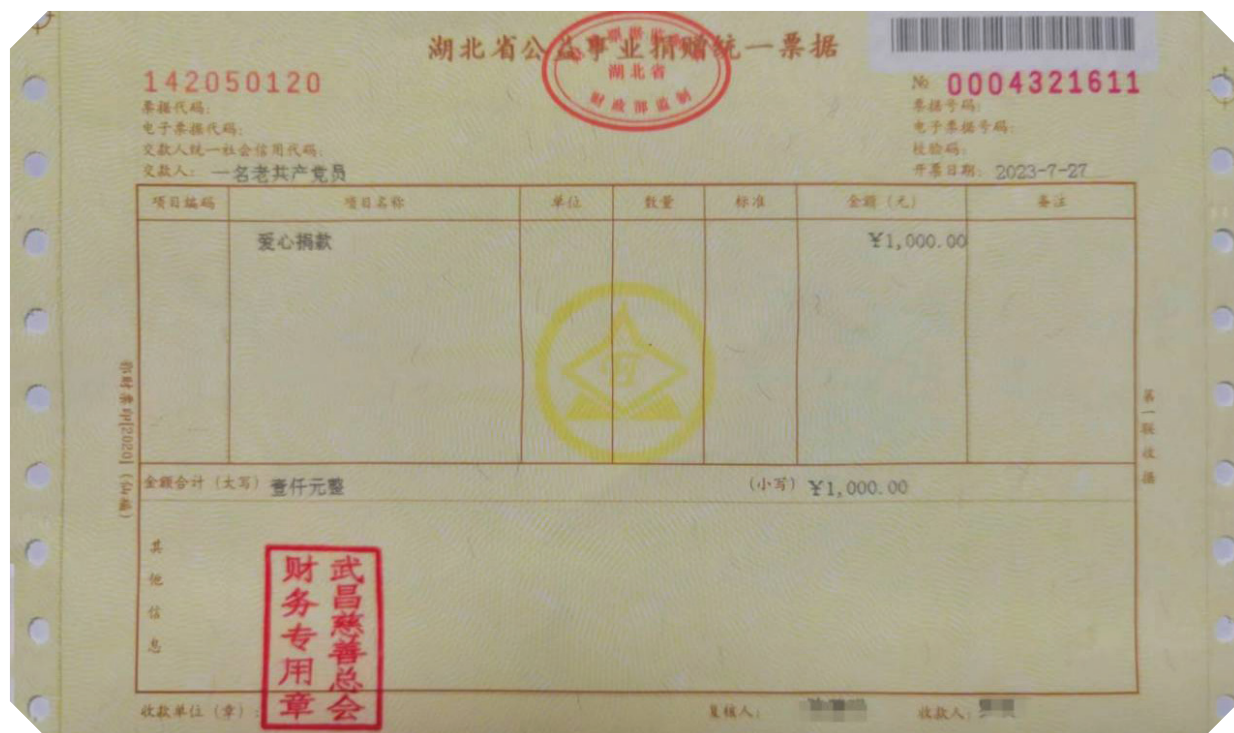 湖北省公益事业捐赠统一票据
湖北省
财政部监制
142050120
№ 0004321611
票据代码:
票据号码:
电子票据代码:
电子票据号码:
交款人统一社会信用代码:
校验码:
交款人: 一名老共产党员
开票日期: 2023-7-27
项目编码 项目名称 单位 数量 标准 金额(元) 备注
爱心捐款 ¥1,000.00
金额合计(大写) 壹仟元整 (小写) ¥1,000.00
第一联 收据
其他信息
武昌慈善总会
财务专用章
收款单位(章):
复核人:
收款人: